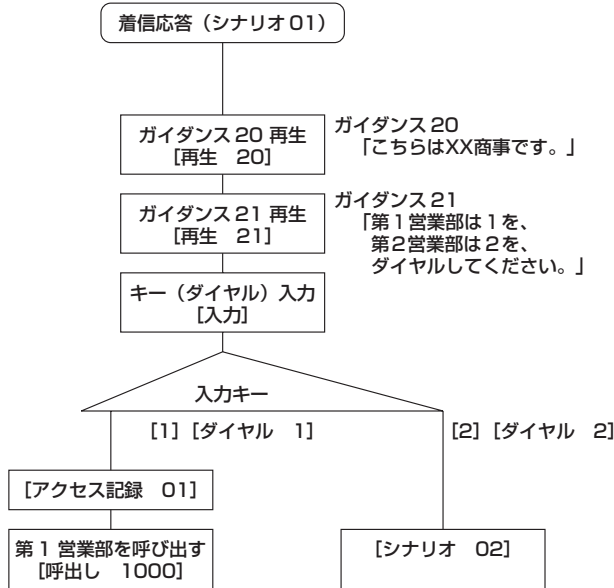 着信応答（シナリオ 01）
ガイダンス 20 再生
[再生　20]
ガイダンス 20
「こちらはXX商事です。」
ガイダンス 21 再生
[再生　21]
ガイダンス 21
「第１営業部は１を、
第２営業部は２を、
ダイヤルしてください。」
キー（ダイヤル）入力
[入力]
入力キー
[1] [ダイヤル　1]
[2] [ダイヤル　2]
[アクセス記録　01]
第 1 営業部を呼び出す
[呼出し　1000]
[シナリオ　02]